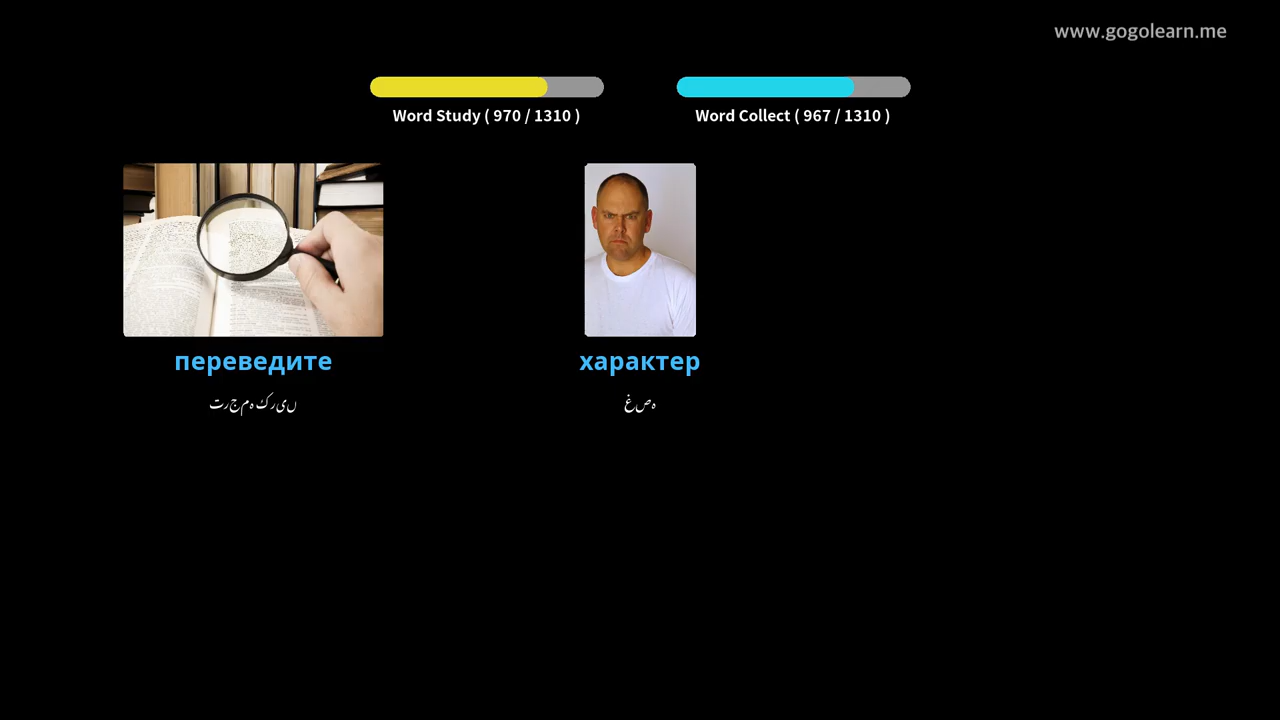 www.gogolearn.me
Word Study ( 970 / 1310 )
Word Collect ( 967 / 1310 )
переведите
характер
ترجمہ کریں
غصہ